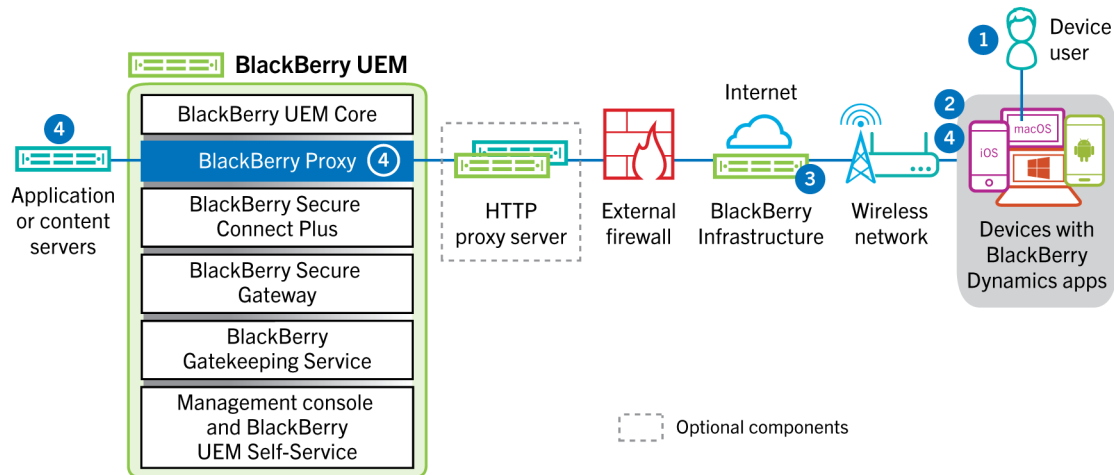 1
Device
user
BlackBerry UEM
BlackBerry UEM Core
4
BlackBerry Proxy 4
Application
or content
servers
BlackBerry Secure
Connect Plus
BlackBerry Secure
Gateway
BlackBerry
Gatekeeping Service
Management console
and BlackBerry
UEM Self-Service
HTTP
proxy server
External
firewall
Internet
3
BlackBerry
Infrastructure
Wireless
network
2
4
macOS
iOS
Devices with
BlackBerry
Dynamics apps
Optional components